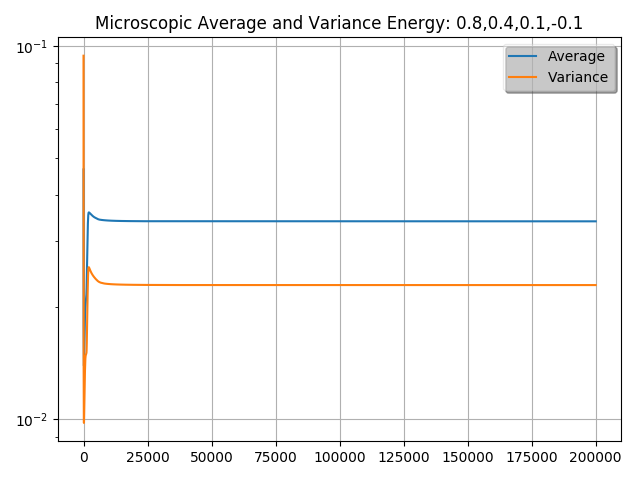 Microscopic Average and Variance Energy: 0.8,0.4,0.1,-0.1
10⁻¹
Average
Variance
10⁻²
0 25000 50000 75000 100000 125000 150000 175000 200000